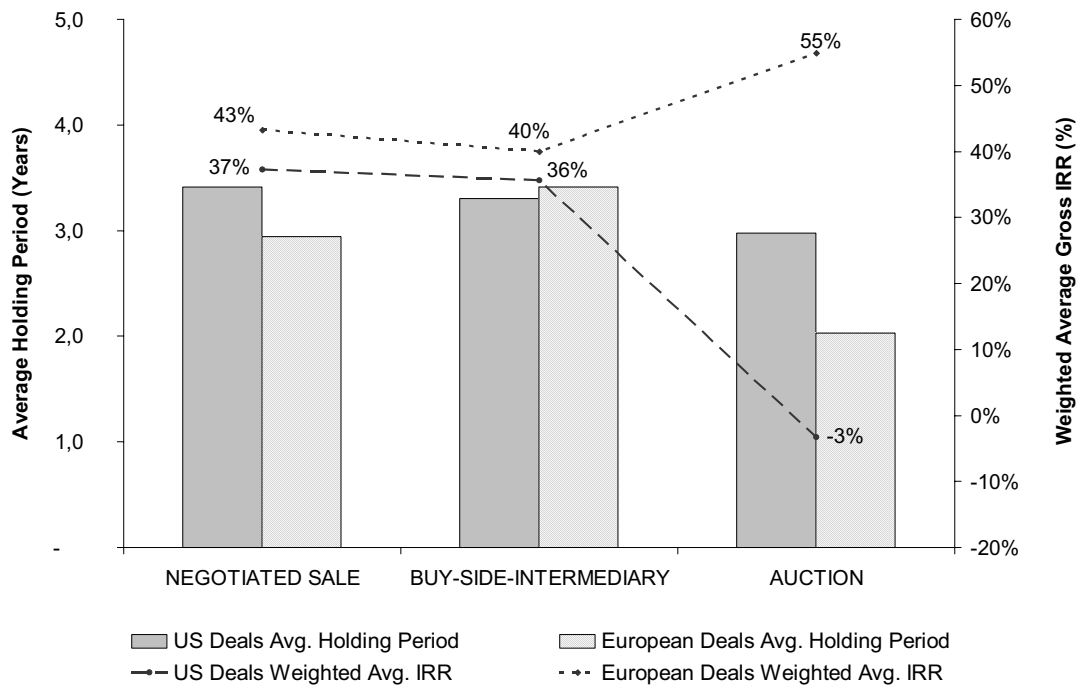 5,0
4,0
3,0
2,0
1,0
-
Average Holding Period (Years)
60%
50%
40%
30%
20%
10%
0%
-10%
-20%
Weighted Average Gross IRR (%)
43%
37%
40%
36%
55%
-3%
NEGOTIATED SALE
BUY-SIDE-INTERMEDIARY
AUCTION
US Deals Avg. Holding Period
European Deals Avg. Holding Period
US Deals Weighted Avg. IRR
European Deals Weighted Avg. IRR